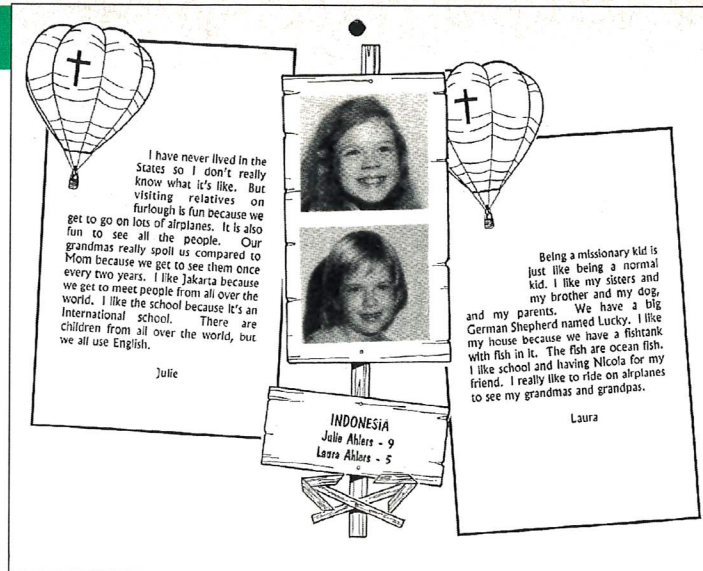 I have never lived in the
States so I don't really
know what it's like. But
visiting relatives on
furlough is fun because we
get to go on lots of airplanes. It is also
fun to see all the people. Our
grandmas really spoil us compared to
Mom because we get to see them once
every two years. I like Jakarta because
we get to meet people from all over the
world. I like the school because it's an
International school. There are
children from all over the world, but
we all use English.
Julie
INDONESIA
Julie Ahlers - 9
Laura Ahlers - 5
Being a missionary kid is
just like being a normal
kid. I like my sisters and
my brother and my dog,
and my parents. We have a big
German Shepherd named Lucky. I like
my house because we have a fishtank
with fish in it. The fish are ocean fish.
I like school and having Nicola for my
friend. I really like to ride on airplanes
to see my grandmas and grandpas.
Laura